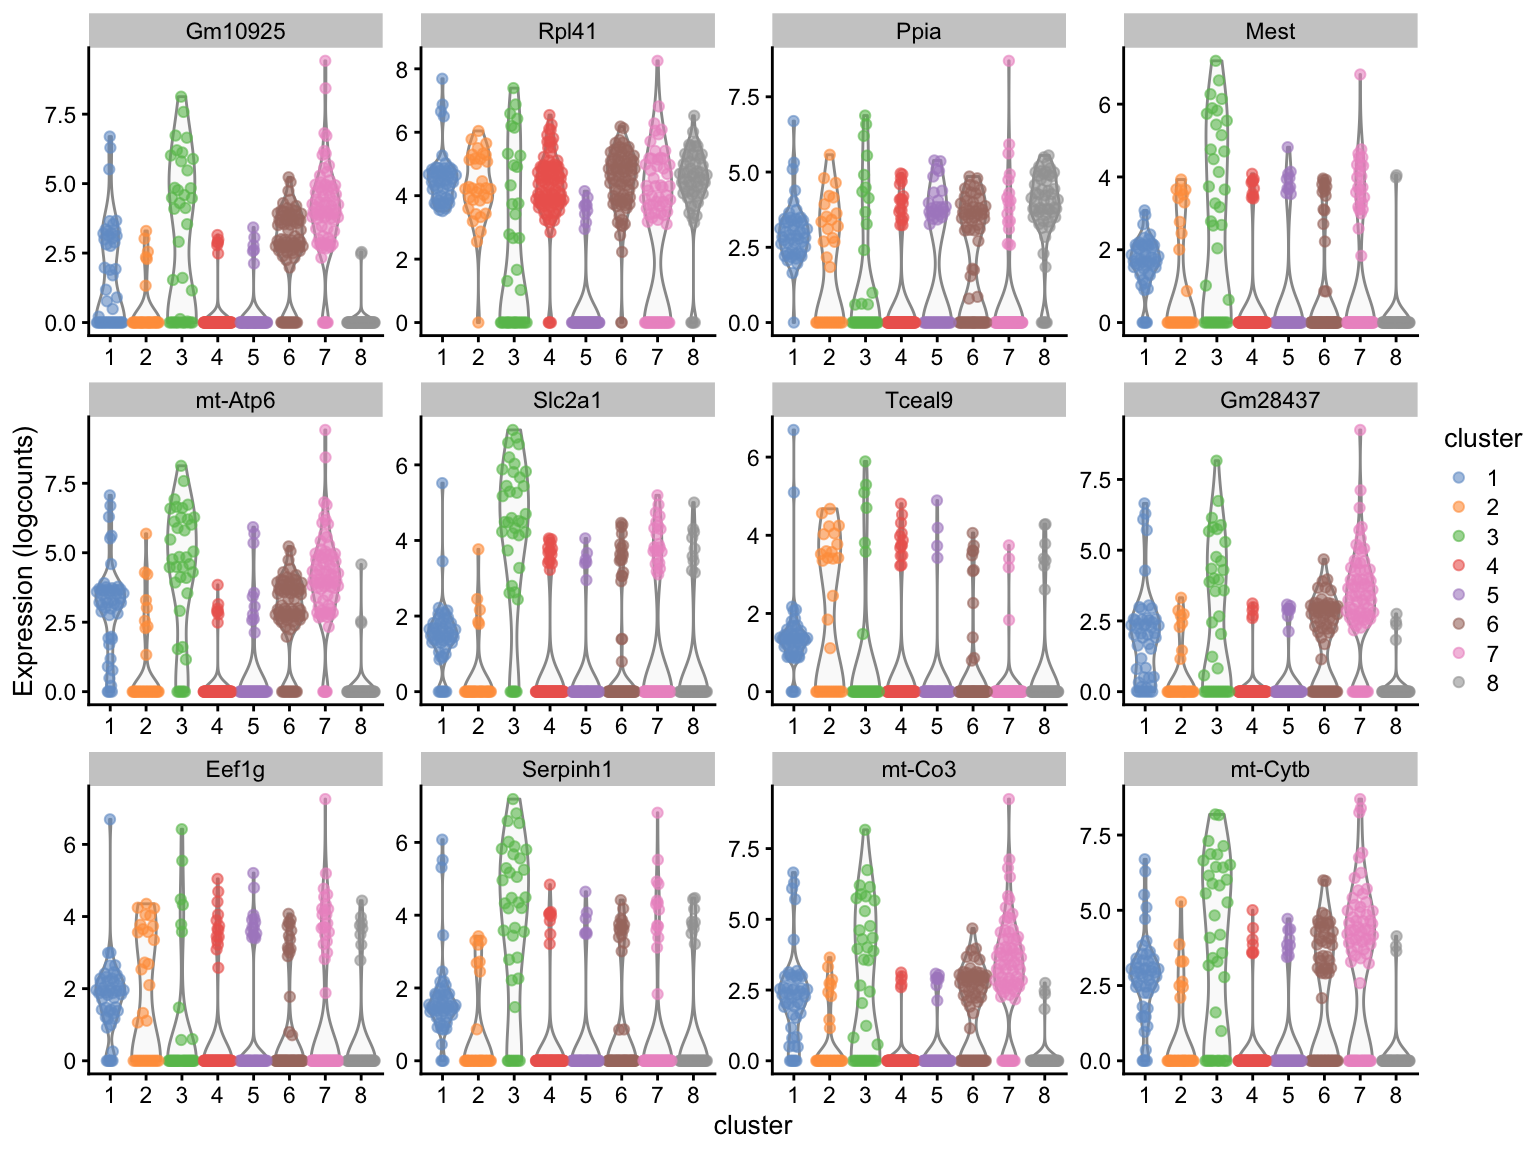 Gm10925 Rpl41 Ppia Mest
7.5 5.0 2.5 0.0
8 6 4 2 0
7.5 5.0 2.5 0.0
6 4 2 0
1 2 3 4 5 6 7 8
1 2 3 4 5 6 7 8
1 2 3 4 5 6 7 8
1 2 3 4 5 6 7 8
mt-Atp6 Slc2a1 Tceal9 Gm28437
7.5 5.0 2.5 0.0
6 4 2 0
6 4 2 0
7.5 5.0 2.5 0.0
1 2 3 4 5 6 7 8
1 2 3 4 5 6 7 8
1 2 3 4 5 6 7 8
1 2 3 4 5 6 7 8
Eef1g Serpinh1 mt-Co3 mt-Cytb
6 4 2 0
6 4 2 0
7.5 5.0 2.5 0.0
7.5 5.0 2.5 0.0
1 2 3 4 5 6 7 8
1 2 3 4 5 6 7 8
1 2 3 4 5 6 7 8
1 2 3 4 5 6 7 8
Expression (logcounts)
cluster
cluster
1
2
3
4
5
6
7
8